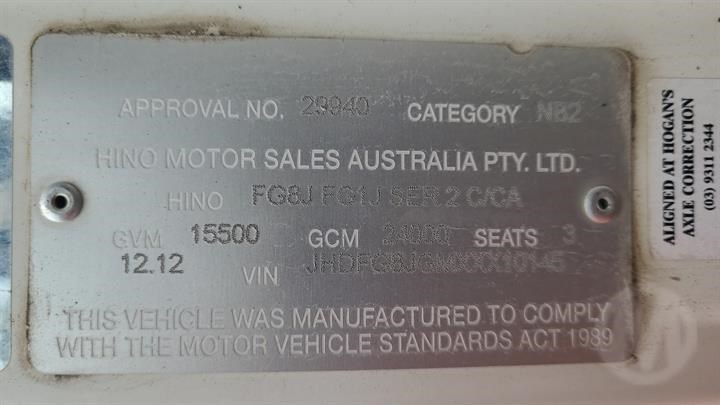 APPROVAL NO. 29940 CATEGORY NB2
HINO MOTOR SALES AUSTRALIA PTY. LTD.
HINO FG8J FG1J SER 2 C/CA
GVM 15500 GCM 24000 SEATS 3
12.12 VIN
THIS VEHICLE WAS MANUFACTURED TO COMPLY
WITH THE MOTOR VEHICLE STANDARDS ACT 1989
ALIGNED AT HOGAN'S
AXLE CORRECTION
(03) 9311 2344